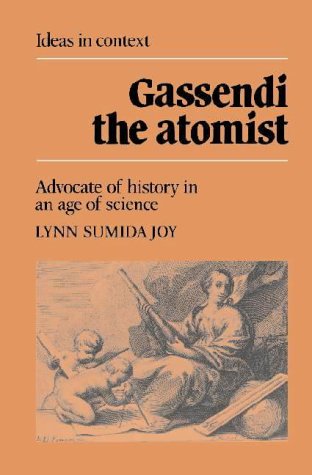 Ideas in context
Gassendi
the atomist
Advocate of history in
an age of science
LYNN SUMIDA JOY